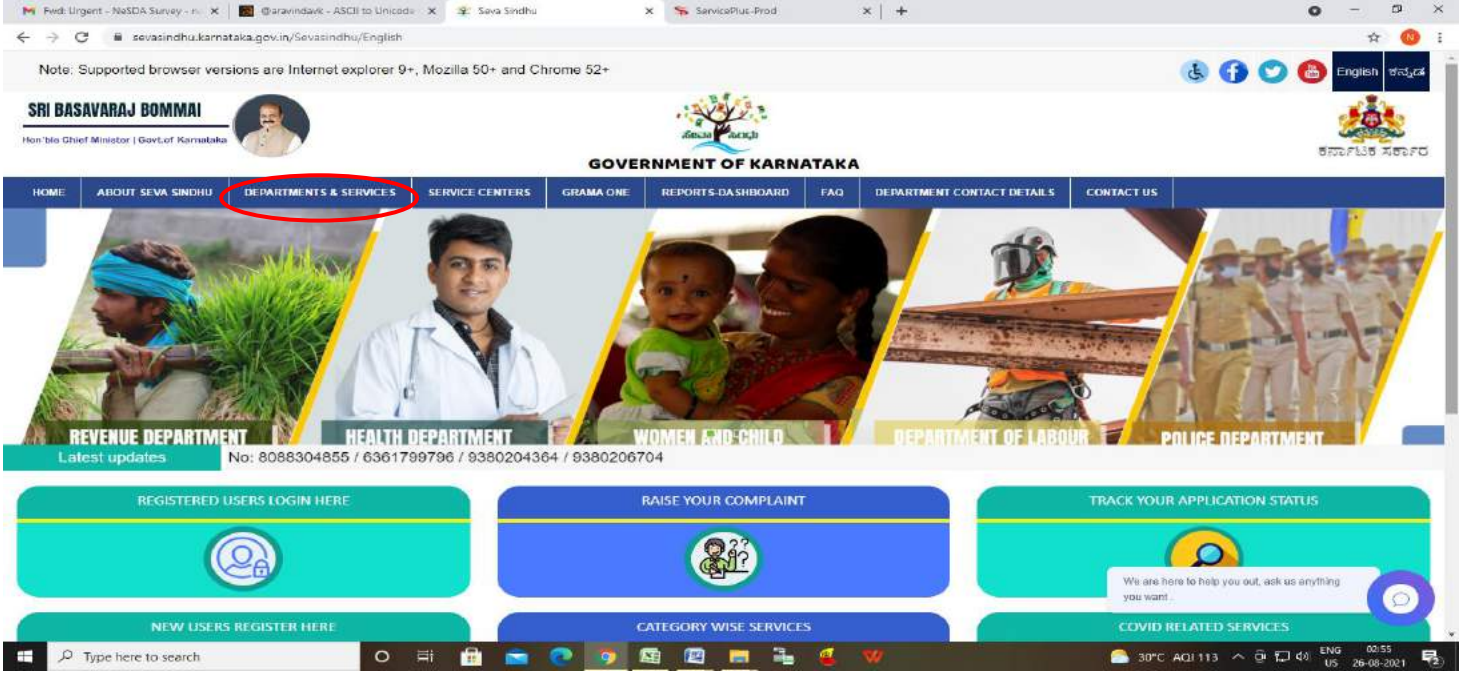 Fwd: Urgent - NeSDA Survey - n
@aravindavk - ASCII to Unicode
Seva Sindhu
ServicePlus-Prod
sevasindhu.karnataka.gov.in/Sevasindhu/English
N
Note: Supported browser versions are Internet explorer 9+, Mozilla 50+ and Chrome 52+
English ಕನ್ನಡ
SRI BASAVARAJ BOMMAI
Hon'ble Chief Minister | Govt.of Karnataka
ಸೇವಾ ಸಿಂಧು
GOVERNMENT OF KARNATAKA
ಕರ್ನಾಟಕ ಸರ್ಕಾರ
HOME ABOUT SEVA SINDHU DEPARTMENTS & SERVICES SERVICE CENTERS GRAMA ONE REPORTS-DASHBOARD FAQ DEPARTMENT CONTACT DETAILS CONTACT US
REVENUE DEPARTMENT HEALTH DEPARTMENT WOMEN AND CHILD DEPARTMENT OF LABOUR POLICE DEPARTMENT
Latest updates No: 8088304855 / 6361799796 / 9380204364 / 9380206704
REGISTERED USERS LOGIN HERE RAISE YOUR COMPLAINT TRACK YOUR APPLICATION STATUS
We are here to help you out, ask us anything
you want .
NEW USERS REGISTER HERE CATEGORY WISE SERVICES COVID RELATED SERVICES
Type here to search
30°C AQI 113
ENG
US
02:55
26-08-2021
2